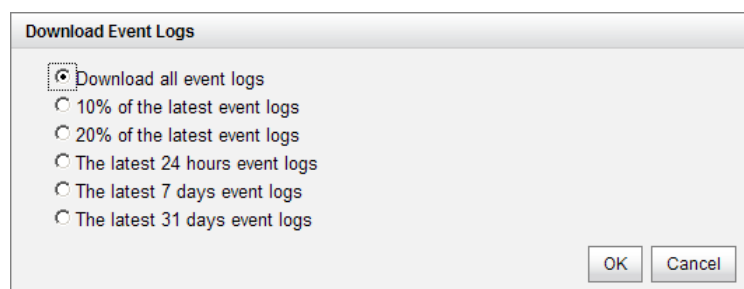 Download Event Logs
Download all event logs
10% of the latest event logs
20% of the latest event logs
The latest 24 hours event logs
The latest 7 days event logs
The latest 31 days event logs
OK Cancel